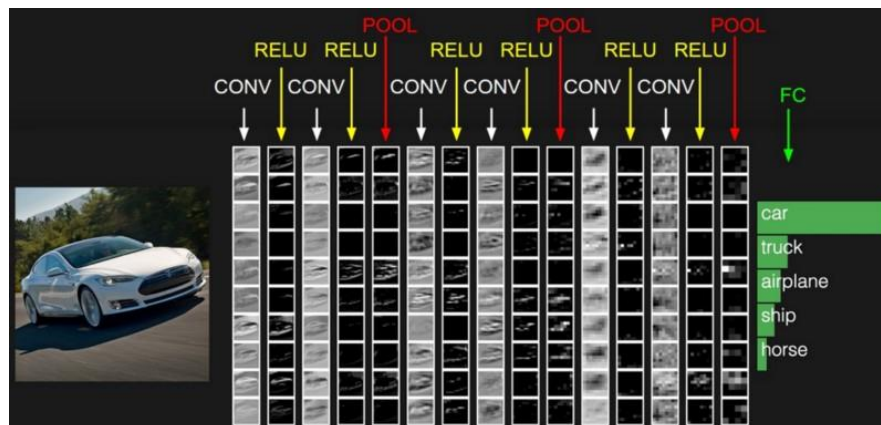 POOL POOL POOL
RELU RELU RELU RELU RELU RELU
CONV CONV CONV CONV CONV CONV
FC
car
truck
airplane
ship
horse